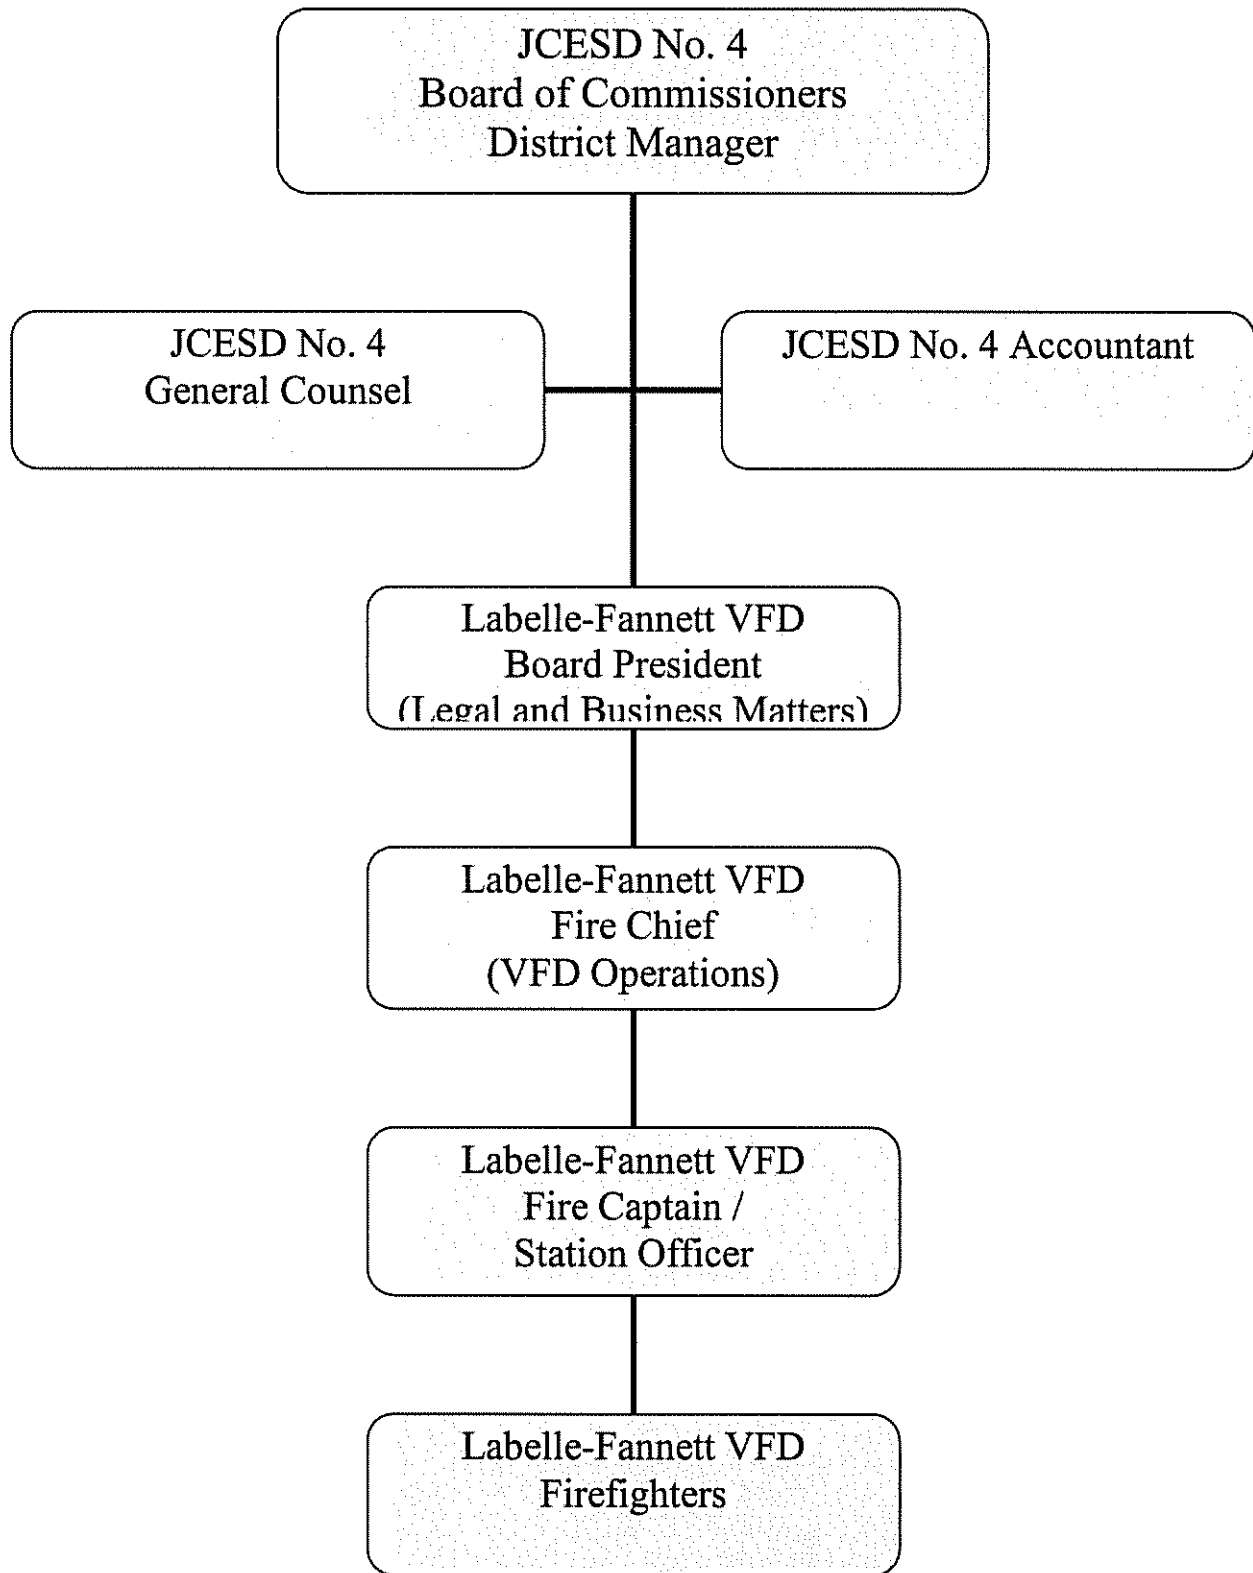 JCESD No. 4
Board of Commissioners
District Manager
JCESD No. 4
General Counsel
JCESD No. 4 Accountant
Labelle-Fannett VFD
Board President
(Legal and Business Matters)
Labelle-Fannett VFD
Fire Chief
(VFD Operations)
Labelle-Fannett VFD
Fire Captain /
Station Officer
Labelle-Fannett VFD
Firefighters